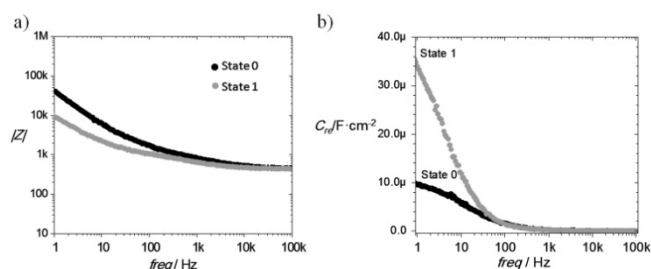 a)
1M
100k
10k
1k
100
10
|Z|
State 0
State 1
1 10 100 1k 10k 100k
freq/ Hz
b)
40.0µ
30.0µ
20.0µ
10.0µ
0.0
Cre/F·cm-2
State 1
State 0
1 10 100 1k 10k 100k
freq/ Hz